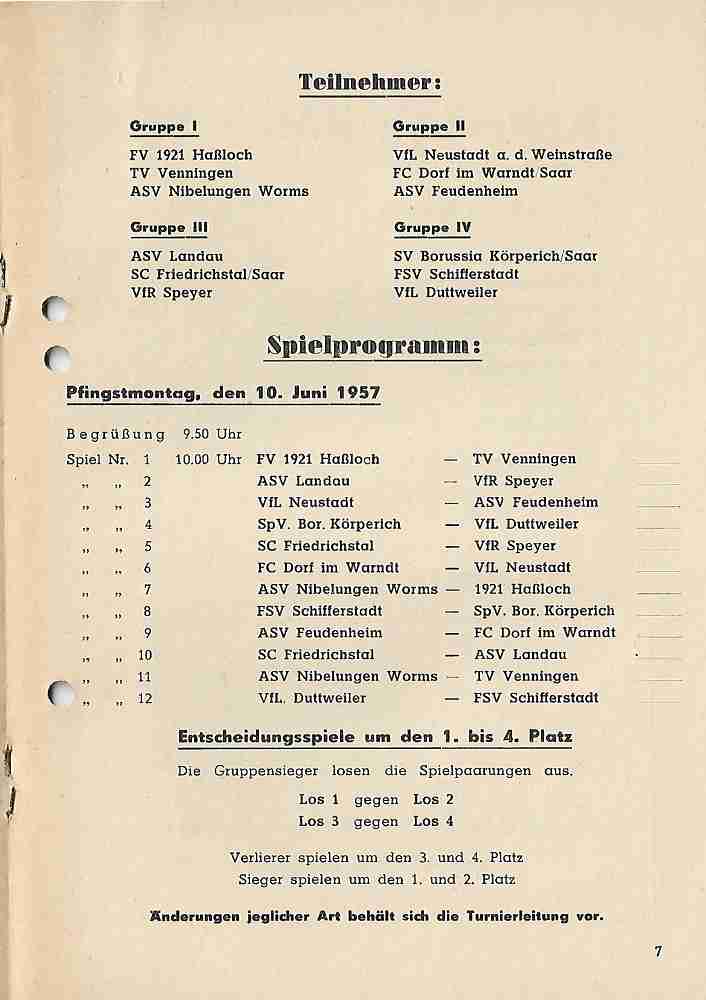 Teilnehmer:
Gruppe I
FV 1921 Haßloch
TV Venningen
ASV Nibelungen Worms
Gruppe II
VfL Neustadt a. d. Weinstraße
FC Dorf im Warndt/Saar
ASV Feudenheim
Gruppe III
ASV Landau
SC Friedrichstal/Saar
VfR Speyer
Gruppe IV
SV Borussia Körperich/Saar
FSV Schifferstadt
VfL Duttweiler
Spielprogramm:
Pfingstmontag, den 10. Juni 1957
Begrüßung 9.50 Uhr
Spiel Nr. 1 10.00 Uhr FV 1921 Haßloch — TV Venningen
„ „ 2 ASV Landau — VfR Speyer
„ „ 3 VfL Neustadt — ASV Feudenheim
„ „ 4 SpV. Bor. Körperich — VfL Duttweiler
„ „ 5 SC Friedrichstal — VfR Speyer
„ „ 6 FC Dorf im Warndt — VfL Neustadt
„ „ 7 ASV Nibelungen Worms — 1921 Haßloch
„ „ 8 FSV Schifferstadt — SpV. Bor. Körperich
„ „ 9 ASV Feudenheim — FC Dorf im Warndt
„ „ 10 SC Friedrichstal — ASV Landau
„ „ 11 ASV Nibelungen Worms — TV Venningen
„ „ 12 VfL. Duttweiler — FSV Schifferstadt
Entscheidungsspiele um den 1. bis 4. Platz
Die Gruppensieger losen die Spielpaarungen aus.
Los 1 gegen Los 2
Los 3 gegen Los 4
Verlierer spielen um den 3. und 4. Platz
Sieger spielen um den 1. und 2. Platz
Änderungen jeglicher Art behält sich die Turnierleitung vor.
7